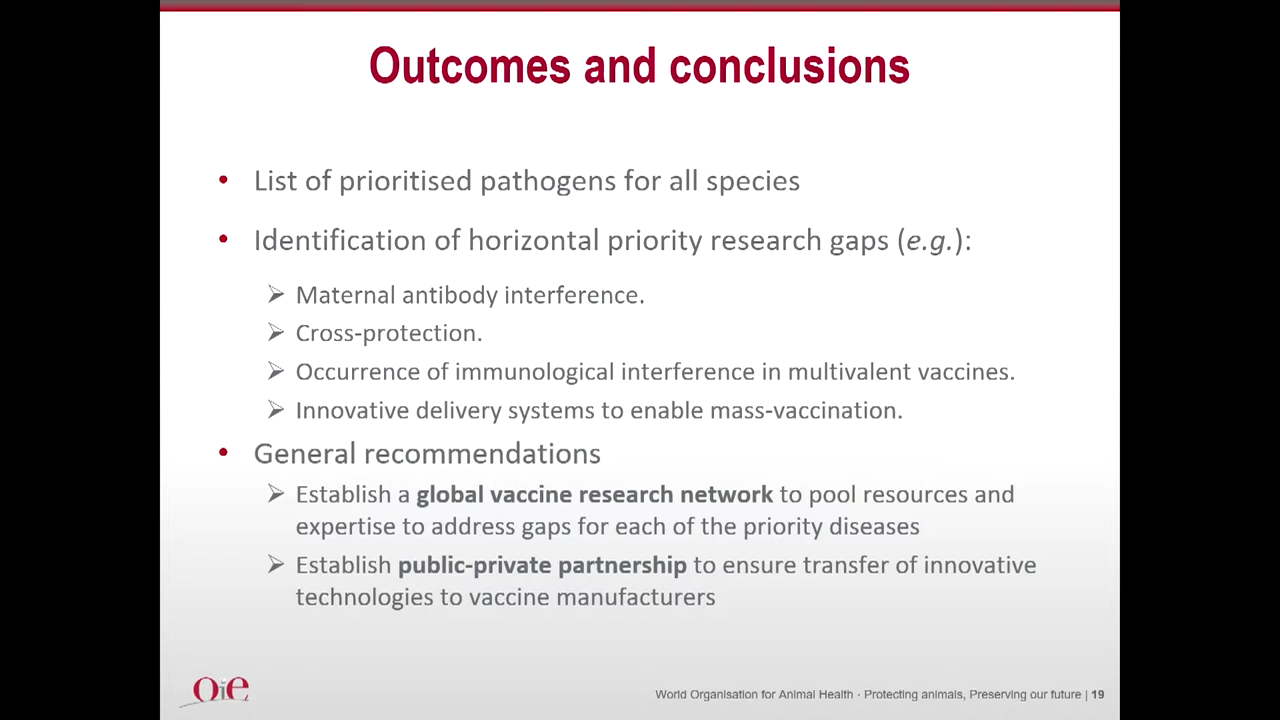 Outcomes and conclusions
• List of prioritised pathogens for all species
• Identification of horizontal priority research gaps (e.g.):
➢ Maternal antibody interference.
➢ Cross-protection.
➢ Occurrence of immunological interference in multivalent vaccines.
➢ Innovative delivery systems to enable mass-vaccination.
• General recommendations
➢ Establish a global vaccine research network to pool resources and
expertise to address gaps for each of the priority diseases
➢ Establish public-private partnership to ensure transfer of innovative
technologies to vaccine manufacturers
Oie
World Organisation for Animal Health · Protecting animals, Preserving our future | 19